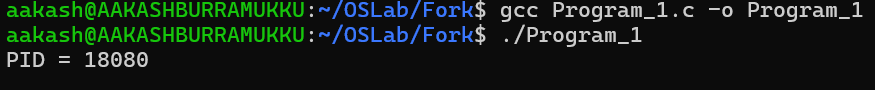 aakash@AAKASHBURRAMUKKU:~/OSLab/Fork$ gcc Program_1.c -o Program_1
aakash@AAKASHBURRAMUKKU:~/OSLab/Fork$ ./Program_1
PID = 18080